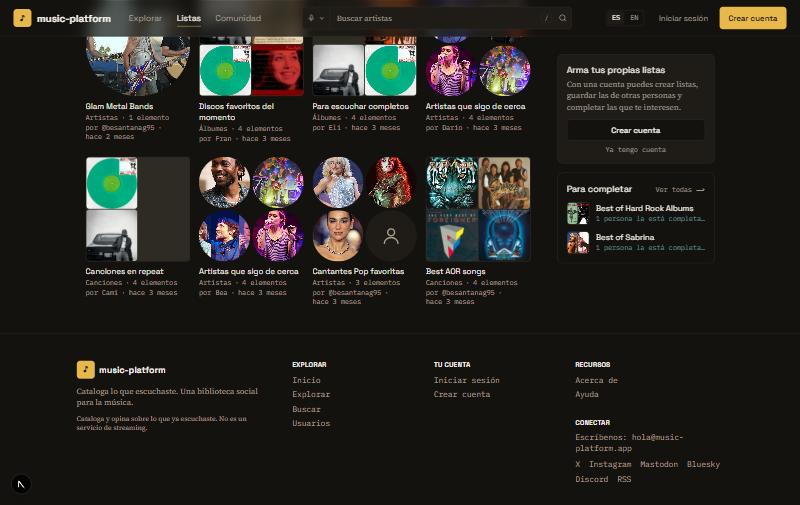 music-platform
Explorar
Listas
Comunidad
Buscar artistas
/
ES
EN
Iniciar sesión
Crear cuenta
Glam Metal Bands
Artistas · 1 elemento
por @besantanag95 ·
hace 2 meses
Discos favoritos del
momento
Álbumes · 4 elementos
por Fran · hace 3 meses
Para escuchar completos
Álbumes · 4 elementos
por Eli · hace 3 meses
Artistas que sigo de cerca
Artistas · 4 elementos
por Dario · hace 3 meses
Canciones en repeat
Canciones · 4 elementos
por Cami · hace 3 meses
Artistas que sigo de cerca
Artistas · 4 elementos
por Bea · hace 3 meses
Cantantes Pop favoritas
Artistas · 3 elementos
por @besantanag95 ·
hace 3 meses
FOREIGNER
Best AOR songs
Canciones · 4 elementos
por @besantanag95 ·
hace 3 meses
Arma tus propias listas
Con una cuenta puedes crear listas,
guardar las de otras personas y
completar las que te interesen.
Crear cuenta
Ya tengo cuenta
Para completar
Ver todas
Best of Hard Rock Albums
1 persona la está completa…
Best of Sabrina
1 persona la está completa…
music-platform
Cataloga lo que escuchaste. Una biblioteca social
para la música.
Cataloga y opina sobre lo que ya escuchaste. No es un
servicio de streaming.
EXPLORAR
Inicio
Explorar
Buscar
Usuarios
TU CUENTA
Iniciar sesión
Crear cuenta
RECURSOS
Acerca de
Ayuda
CONECTAR
Escríbenos: hola@music-
platform.app
X Instagram Mastodon Bluesky
Discord RSS